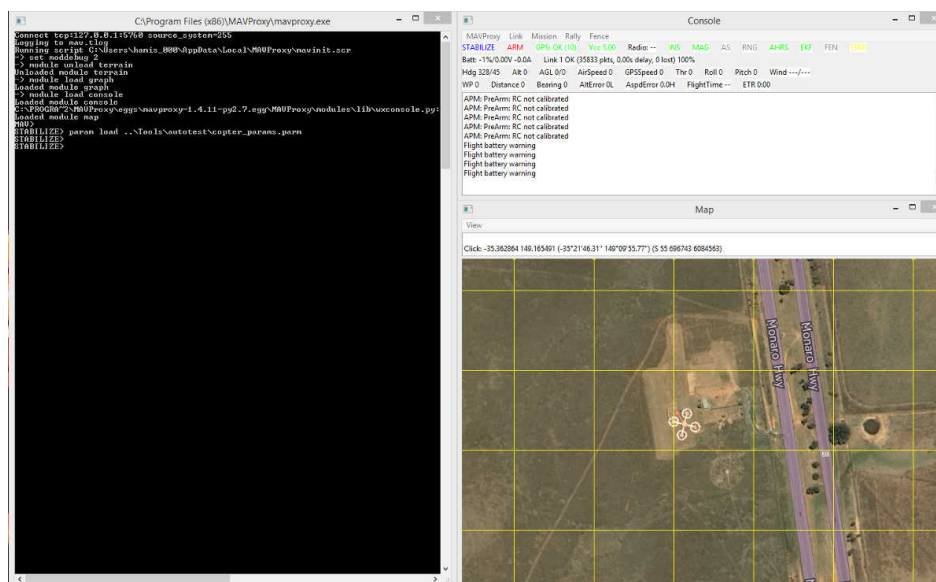 C:\Program Files (x86)\MAVProxy\mavproxy.exe
Connect tcp:127.0.0.1:5760 source_system=255
Logging to mav.tlog
Running script C:\Users\hamis_000\AppData\Local\MAVProxy\mavinit.scr
-> set moddebug 2
-> module unload terrain
Unloaded module terrain
-> module load graph
Loaded module graph
-> module load console
Loaded module console
C:\PROGRA~2\MAVProxy\eggs\mavproxy-1.4.11-py2.7.egg\MAVProxy\modules\lib\wxconsole.py:
Loaded module map
MAV>
STABILIZE> param load ..\Tools\autotest\copter_params.parm
STABILIZE>
STABILIZE>
Console
MAVProxy Link Mission Rally Fence
STABILIZE ARM GPS: OK (10) Vcc 5.00 Radio: -- INS MAG AS RNG AHRS EKF FEN
Batt: -1%/0.00V -0.0A Link 1 OK (35833 pkts, 0.00s delay, 0 lost) 100%
Hdg 328/45 Alt 0 AGL 0/0 AirSpeed 0 GPSSpeed 0 Thr 0 Roll 0 Pitch 0 Wind ---/---
WP 0 Distance 0 Bearing 0 AltError 0L AspdError 0.0H FlightTime -- ETR 0:00
APM: PreArm: RC not calibrated
APM: PreArm: RC not calibrated
APM: PreArm: RC not calibrated
APM: PreArm: RC not calibrated
Flight battery warning
Flight battery warning
Flight battery warning
Flight battery warning
Map
View
Click: -35.362864 149.165491 (-35°21'46.31" 149°09'55.77") (S 55 696743 6084563)
Monaro Hwy
Monaro Hwy